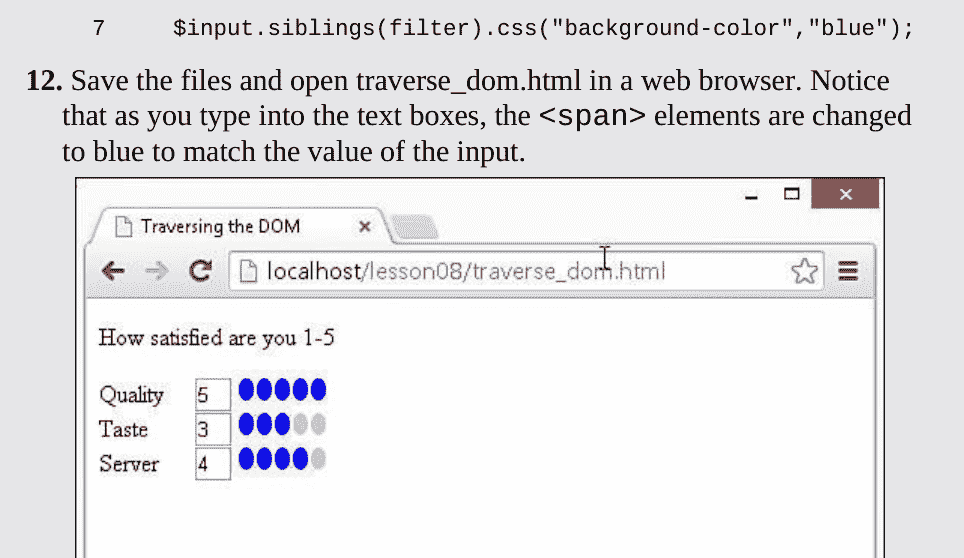 7 $input.siblings(filter).css("background-color","blue");
12. Save the files and open traverse_dom.html in a web browser. Notice
that as you type into the text boxes, the <span> elements are changed
to blue to match the value of the input.
Traversing the DOM
localhost/lesson08/traverse_dom.html
How satisfied are you 1-5
Quality 5
Taste 3
Server 4